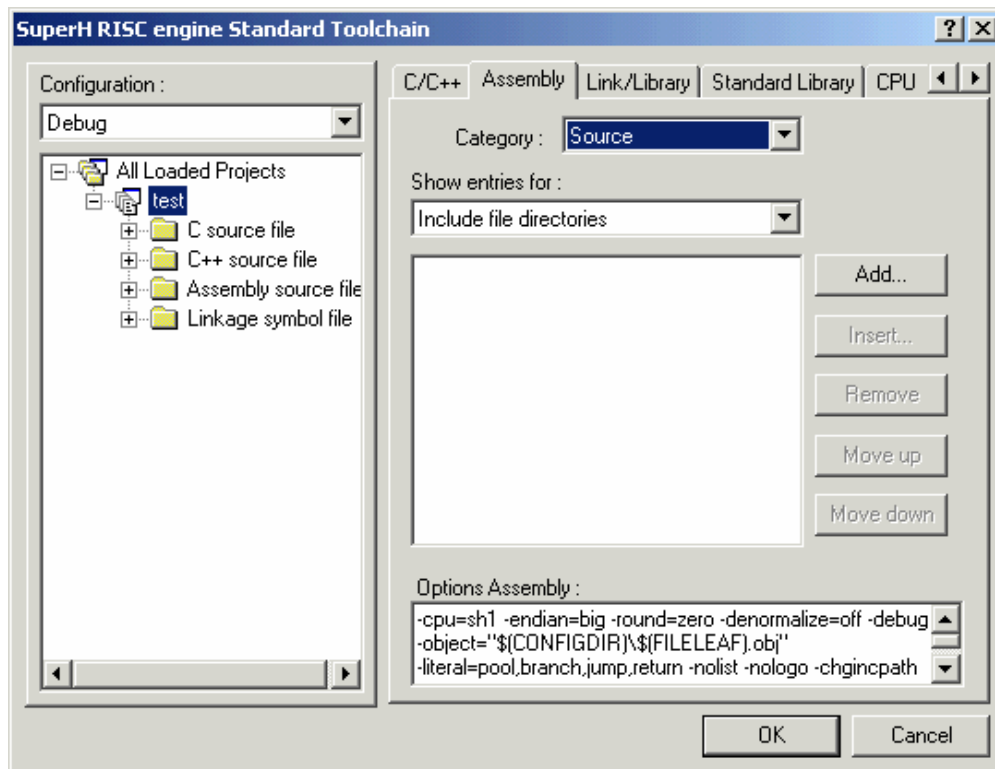 SuperH RISC engine Standard Toolchain
Configuration :
Debug
All Loaded Projects
test
C source file
C++ source file
Assembly source file
Linkage symbol file
C/C++ Assembly Link/Library Standard Library CPU
Category : Source
Show entries for :
Include file directories
Add...
Insert...
Remove
Move up
Move down
Options Assembly :
-cpu=sh1 -endian=big -round=zero -denormalize=off -debug
-object="$(CONFIGDIR)\$(FILELEAF).obj"
-literal=pool,branch,jump,return -nolist -nologo -chgincpath
OK Cancel